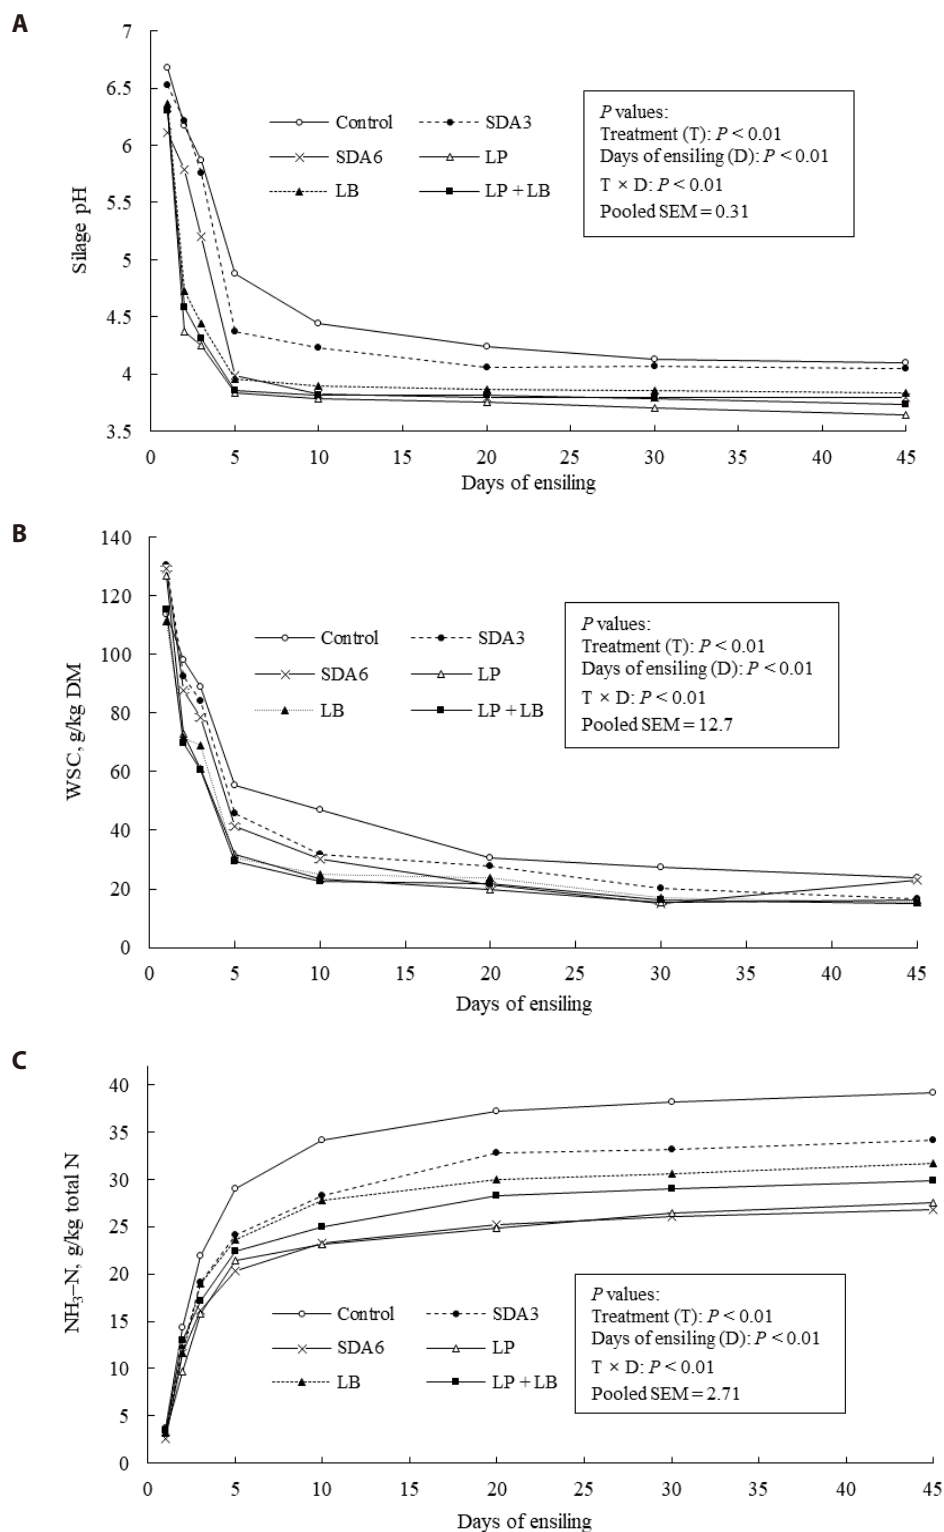 A
7
6.5
6
5.5
5
4.5
4
3.5
Silage pH
Control
SDA3
SDA6
LP
LB
LP + LB
P values:
Treatment (T): P < 0.01
Days of ensiling (D): P < 0.01
T × D: P < 0.01
Pooled SEM = 0.31
0 5 10 15 20 25 30 35 40 45
Days of ensiling
B
140
120
100
80
60
40
20
0
WSC, g/kg DM
Control
SDA3
SDA6
LP
LB
LP + LB
P values:
Treatment (T): P < 0.01
Days of ensiling (D): P < 0.01
T × D: P < 0.01
Pooled SEM = 12.7
0 5 10 15 20 25 30 35 40 45
Days of ensiling
C
40
35
30
25
20
15
10
5
0
NH₃–N, g/kg total N
Control
SDA3
SDA6
LP
LB
LP + LB
P values:
Treatment (T): P < 0.01
Days of ensiling (D): P < 0.01
T × D: P < 0.01
Pooled SEM = 2.71
0 5 10 15 20 25 30 35 40 45
Days of ensiling